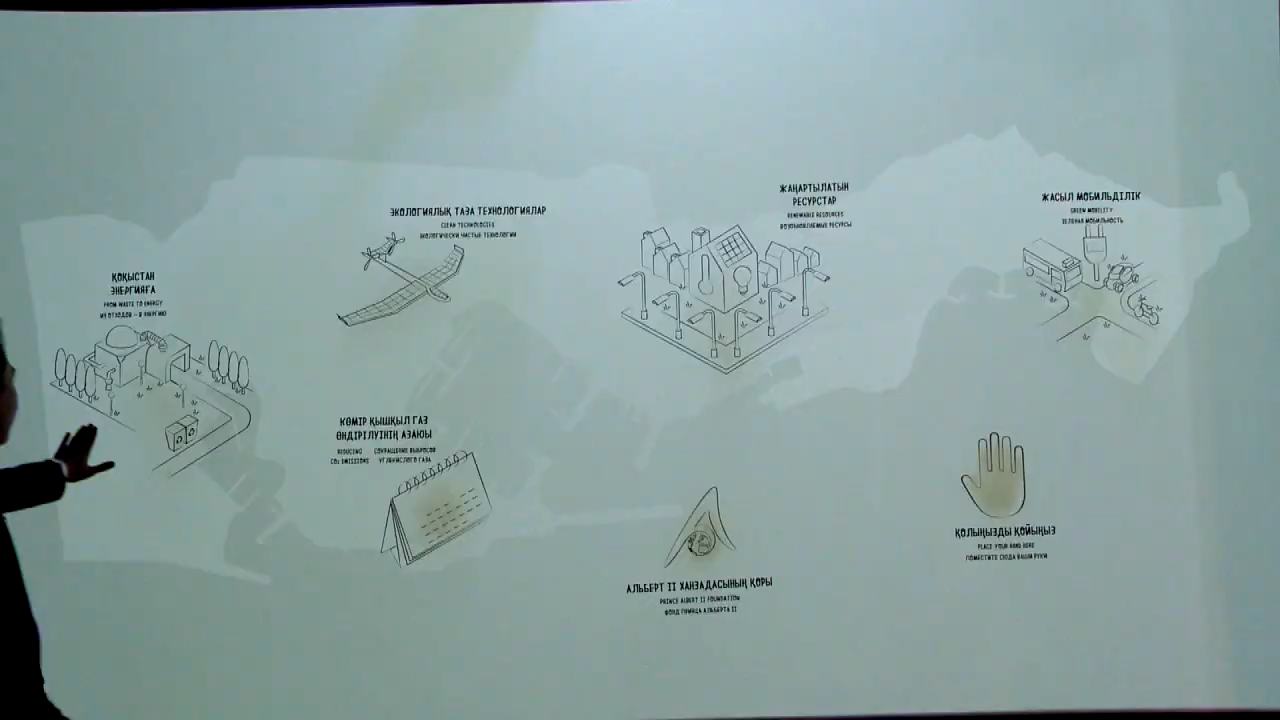 ЖАҢАРТЫЛАТЫН
РЕСУРСТАР
RENEWABLE RESOURCES
ВОЗОБНОВЛЯЕМЫЕ РЕСУРСЫ
ЖАСЫЛ МОБИЛЬДІЛІК
GREEN MOBILITY
ЗЕЛЕНАЯ МОБИЛЬНОСТЬ
ЭКОЛОГИЯЛЫҚ ТАЗА ТЕХНОЛОГИЯЛАР
CLEAN TECHNOLOGIES
ЭКОЛОГИЧЕСКИ ЧИСТЫЕ ТЕХНОЛОГИИ
ҚОҚЫСТАН
ЭНЕРГИЯҒА
FROM WASTE TO ENERGY
ИЗ ОТХОДОВ – В ЭНЕРГИЮ
КӨМІР ҚЫШҚЫЛ ГАЗ
ӨНДІРІЛУІНІҢ АЗАЮЫ
REDUCING
CO2 EMISSIONS
СОКРАЩЕНИЕ ВЫБРОСОВ
УГЛЕКИСЛОГО ГАЗА
ҚОЛЫҢЫЗДЫ ҚОЙЫҢЫЗ
PLACE YOUR HAND HERE
ПОМЕСТИТЕ СЮДА ВАШИ РУКИ
АЛЬБЕРТ II ХАНЗАДАСЫНЫҢ ҚОРЫ
PRINCE ALBERT II FOUNDATION
ФОНД ПРИНЦА АЛЬБЕРТА II